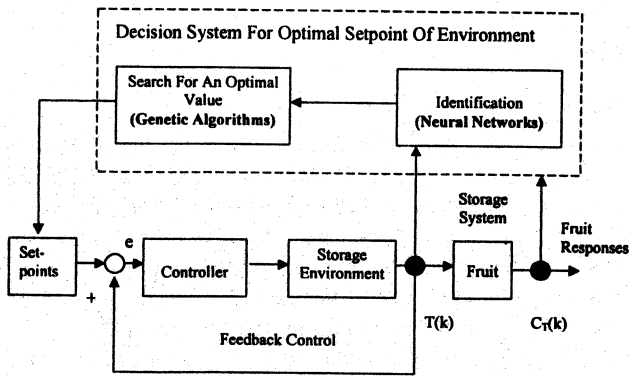 Decision System For Optimal Setpoint Of Environment
Search For An Optimal
Value
(Genetic Algorithms)
Identification
(Neural Networks)
Storage
System
Fruit
Responses
Set-
points
+
e
Controller
Storage
Environment
Fruit
T(k)
C_T(k)
Feedback Control